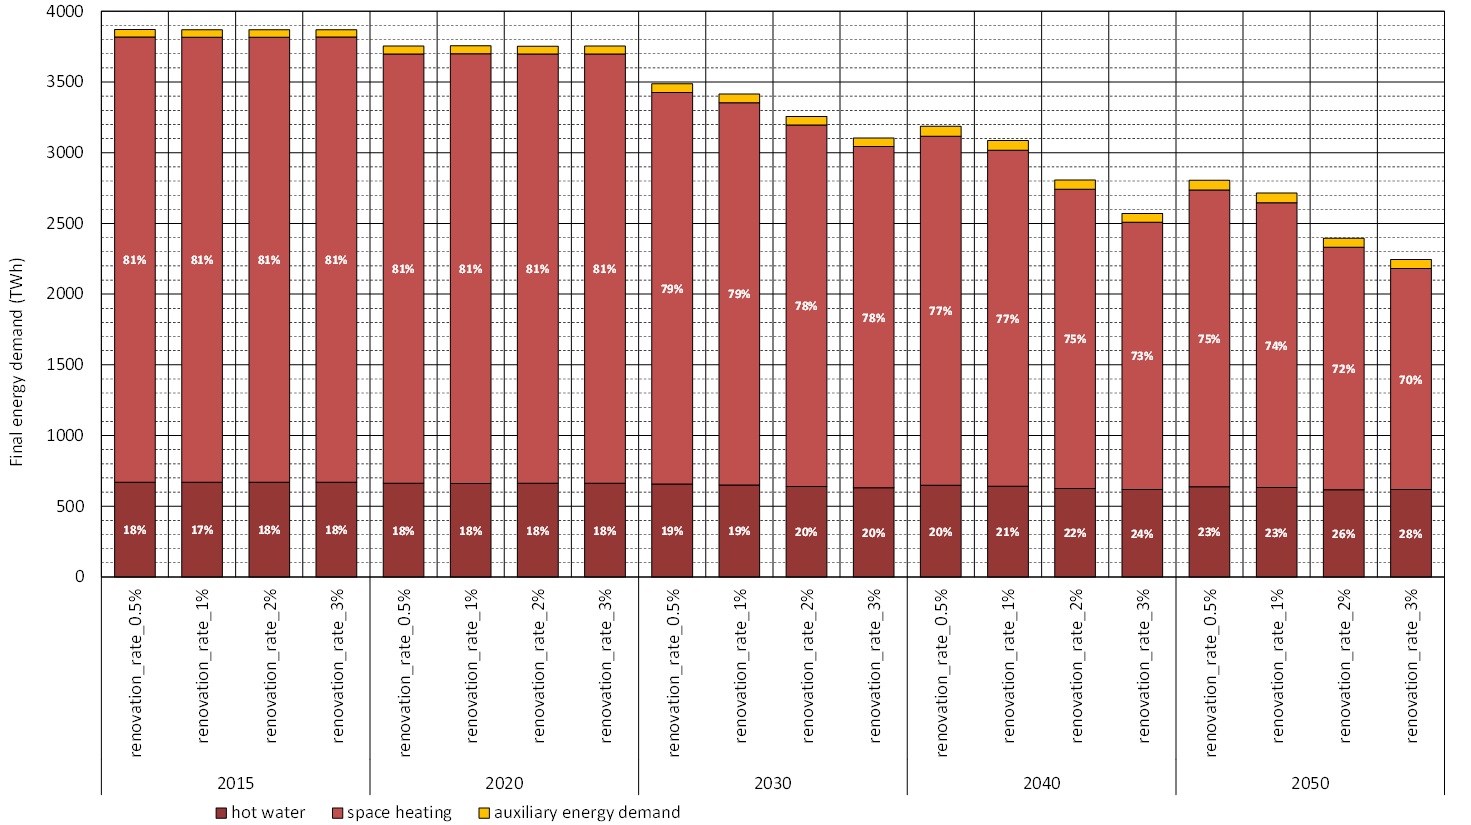 4000
3500
3000
2500
2000
1500
1000
500
0
Final energy demand (TWh)
81% 81% 81% 81% 81% 81% 81% 81% 79% 79% 78% 78% 77% 77% 75% 73% 75% 74% 72% 70%
18% 17% 18% 18% 18% 18% 18% 18% 19% 19% 20% 20% 20% 21% 22% 24% 23% 23% 26% 28%
renovation_rate_0.5%
renovation_rate_1%
renovation_rate_2%
renovation_rate_3%
renovation_rate_0.5%
renovation_rate_1%
renovation_rate_2%
renovation_rate_3%
renovation_rate_0.5%
renovation_rate_1%
renovation_rate_2%
renovation_rate_3%
renovation_rate_0.5%
renovation_rate_1%
renovation_rate_2%
renovation_rate_3%
renovation_rate_0.5%
renovation_rate_1%
renovation_rate_2%
renovation_rate_3%
2015 2020 2030 2040 2050
hot water space heating auxiliary energy demand